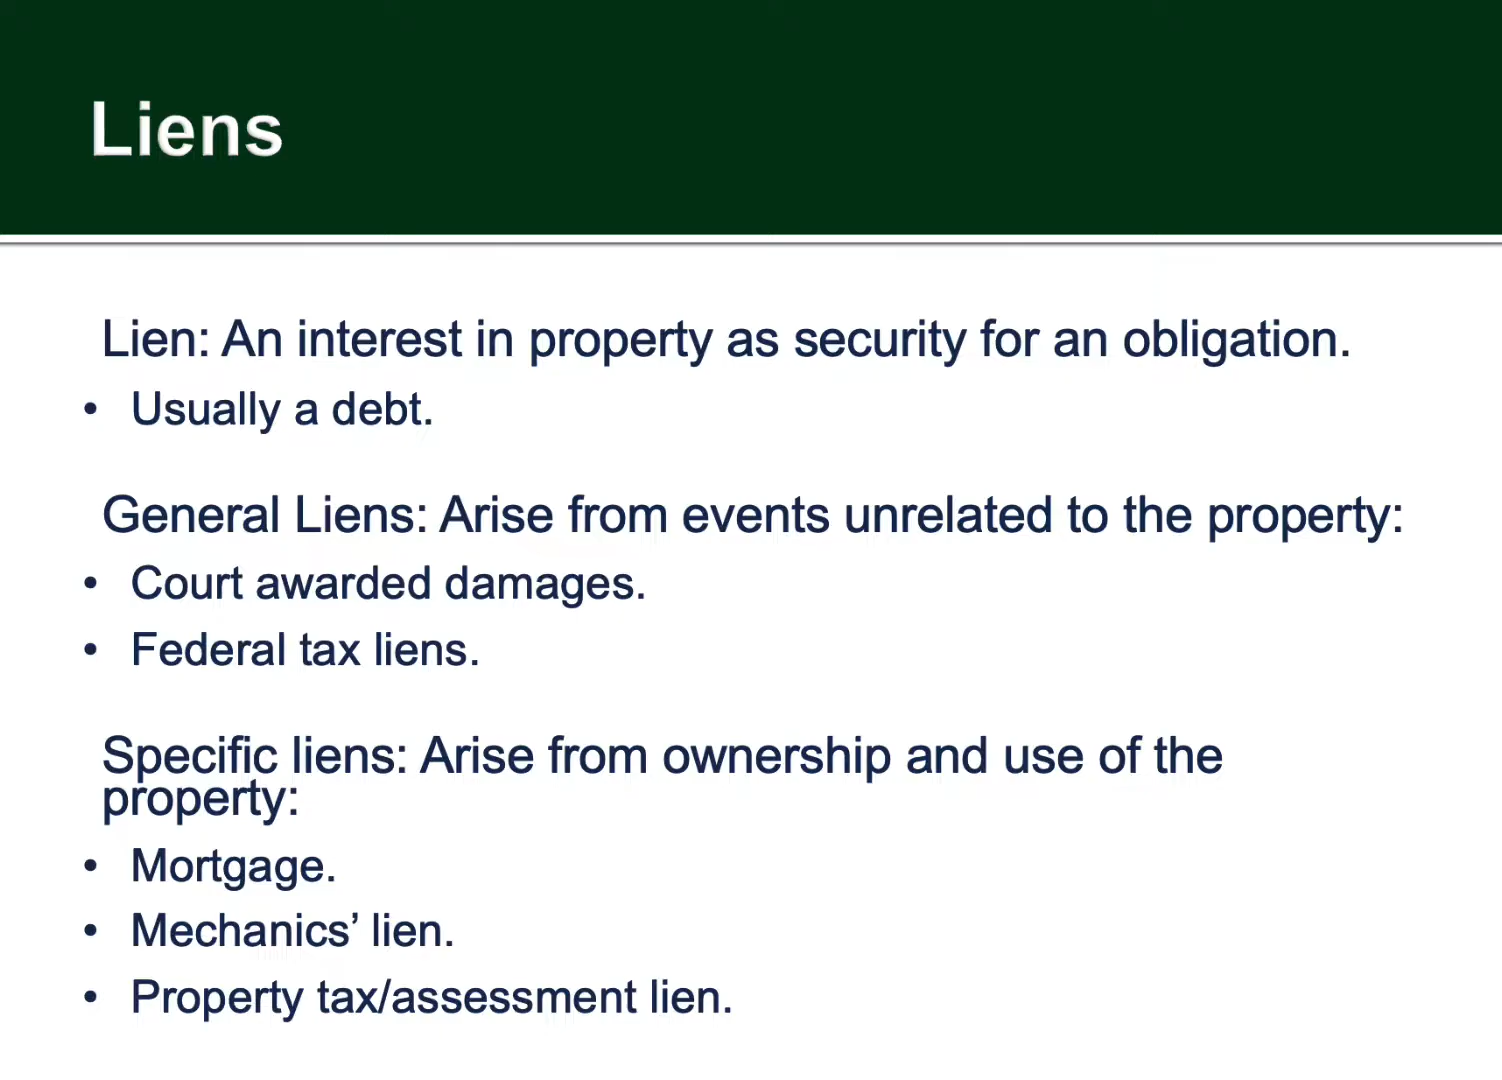 Liens
Lien: An interest in property as security for an obligation.
• Usually a debt.
General Liens: Arise from events unrelated to the property:
• Court awarded damages.
• Federal tax liens.
Specific liens: Arise from ownership and use of the
property:
• Mortgage.
• Mechanics’ lien.
• Property tax/assessment lien.